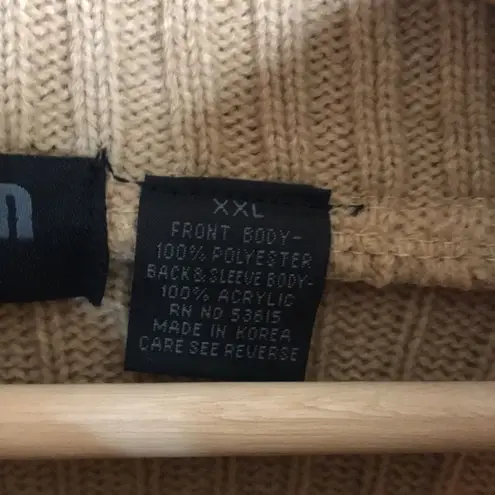 n
XXL
FRONT BODY-
100% POLYESTER
BACK & SLEEVE BODY-
100% ACRYLIC
RN NO 53815
MADE IN KOREA
CARE SEE REVERSE